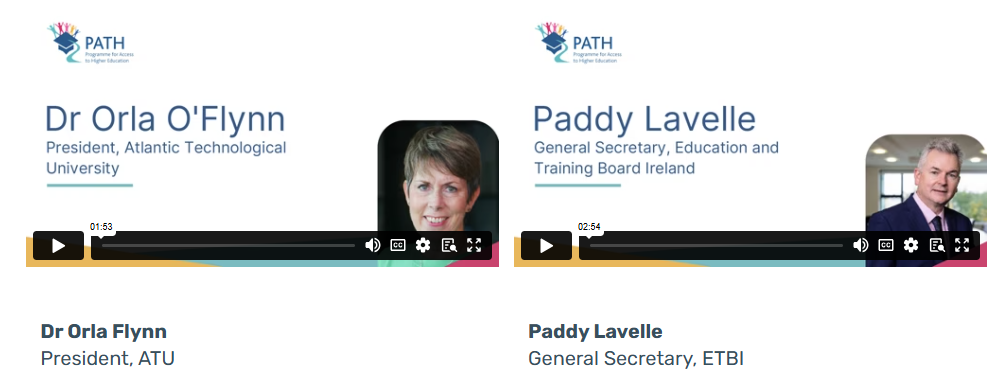 PATH
Programme for Access
to Higher Education
Dr Orla O'Flynn
President, Atlantic Technological
University
01:53
CC
Dr Orla Flynn
President, ATU
PATH
Programme for Access
to Higher Education
Paddy Lavelle
General Secretary, Education and
Training Board Ireland
02:54
CC
Paddy Lavelle
General Secretary, ETBI